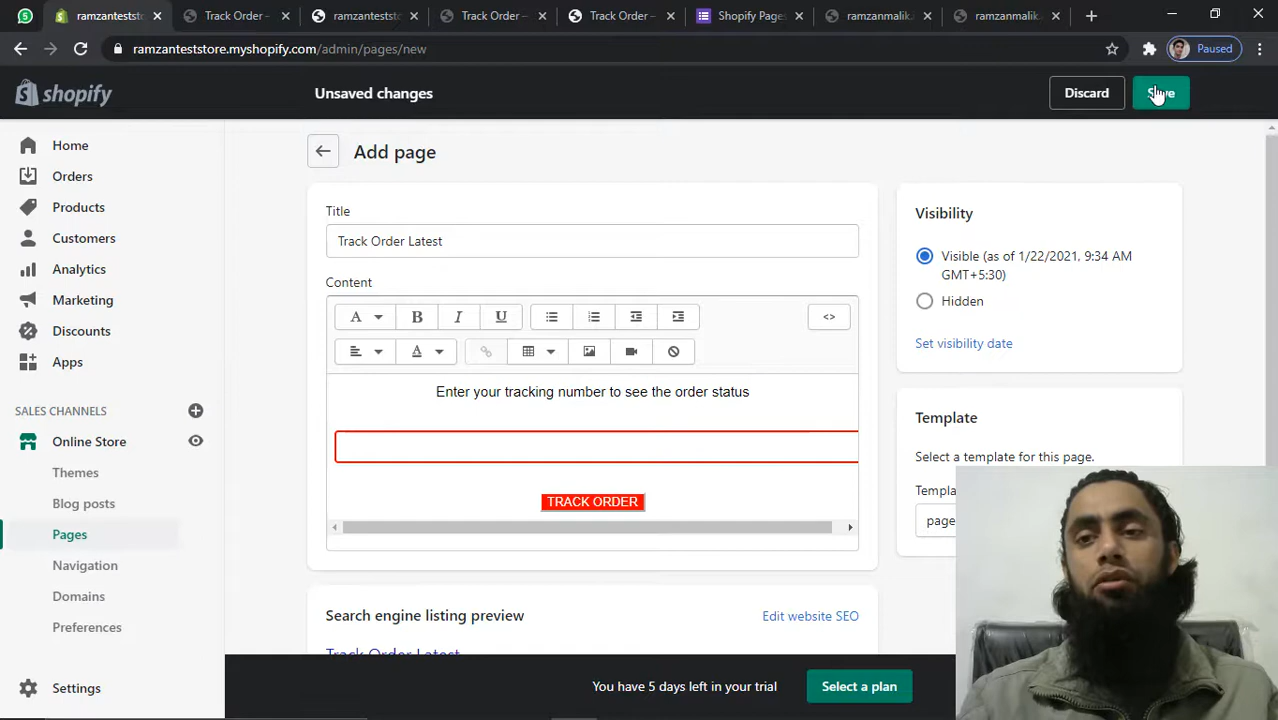 ramzanteststo
Track Order –
ramzanteststo
Track Order –
Track Order –
Shopify Page
ramzanmalik.
ramzanmalik.
ramzanteststore.myshopify.com/admin/pages/new
Paused
shopify
Unsaved changes
Discard
Save
Home
Orders
Products
Customers
Analytics
Marketing
Discounts
Apps
SALES CHANNELS
Online Store
Themes
Blog posts
Pages
Navigation
Domains
Preferences
Settings
Add page
Title
Track Order Latest
Content
A
B
I
U
<>
A
Enter your tracking number to see the order status
TRACK ORDER
Search engine listing preview
Edit website SEO
Track Order Latest
Visibility
Visible (as of 1/22/2021, 9:34 AM
GMT+5:30)
Hidden
Set visibility date
Template
Select a template for this page.
Templa
page
You have 5 days left in your trial
Select a plan